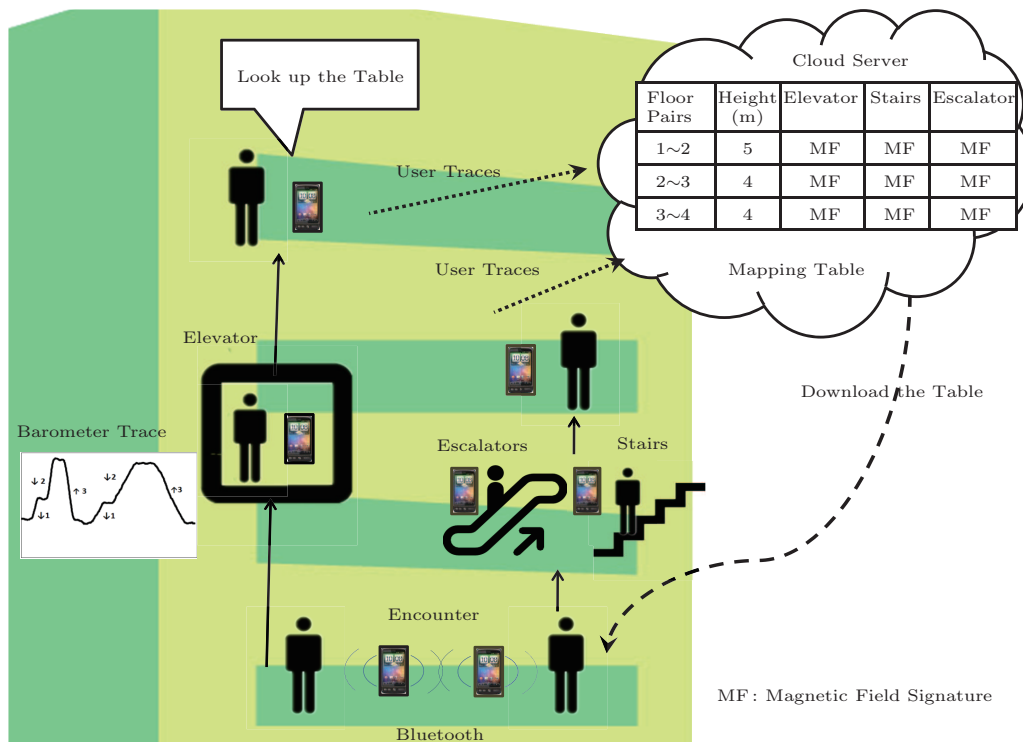 Cloud Server
Look up the Table
Floor Pairs Height (m) Elevator Stairs Escalator
1~2 5 MF MF MF
2~3 4 MF MF MF
3~4 4 MF MF MF
User Traces
User Traces
Mapping Table
Elevator
Download the Table
Barometer Trace
Escalators
Stairs
↓2 ↑3 ↓1
↓2 ↑3 ↓1
Encounter
MF: Magnetic Field Signature
Bluetooth